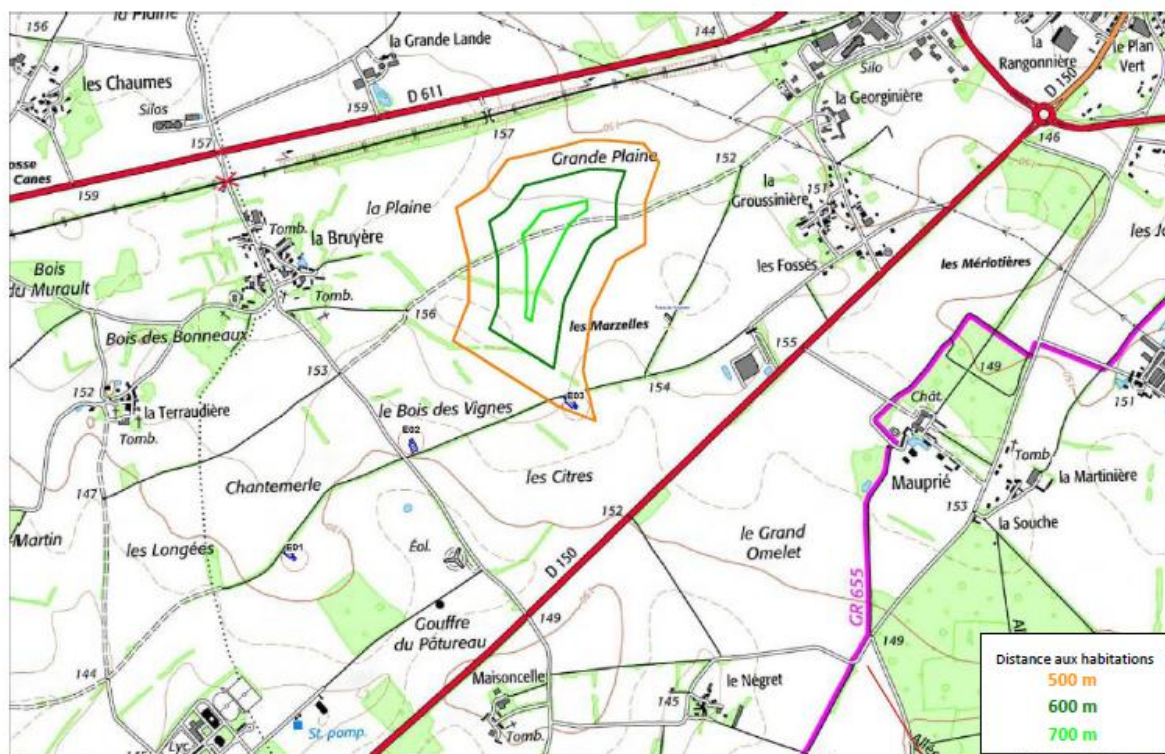 la Plaine
156
les Chaumes
la Grande Lande
144
Silos
159
D 611
157
157
Silo
la Rangonnière
le Plan Vert
D 150
la Georginière
146
159
la Plaine
Grande Plaine
152
151
la Groussinière
Tomb.
la Bruyère
Tomb.
les Fossés
les Mériotières
Bois du Murault
Bois des Bonneaux
156
les Marzelles
155
149
151
153
154
152
la Terraudière
Tomb.
le Bois des Vignes
E03
E02
Chât.
Mauprié
Tomb.
la Martinière
153
la Souche
Chantemerle
les Citres
147
152
le Grand Omelet
Martin
les Longées
E01
Éol.
D 150
GR 655
Gouffre du Pâtureau
149
149
144
Maisoncelle
le Nègret
145
Lyc.
St. pomp.
Tomb.
Distance aux habitations
500 m
600 m
700 m